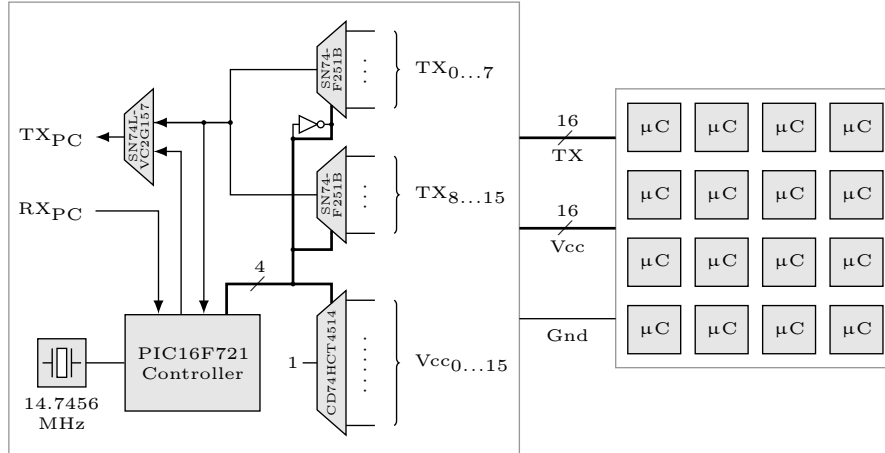 SN74-
F251B
TX0...7
SN74L-
VC2G157
TXPC
SN74-
F251B
TX8...15
RXPC
4
PIC16F721
Controller
14.7456
MHz
1
CD74HCT4514
Vcc0...15
16
TX
16
Vcc
Gnd
µC µC µC µC
µC µC µC µC
µC µC µC µC
µC µC µC µC